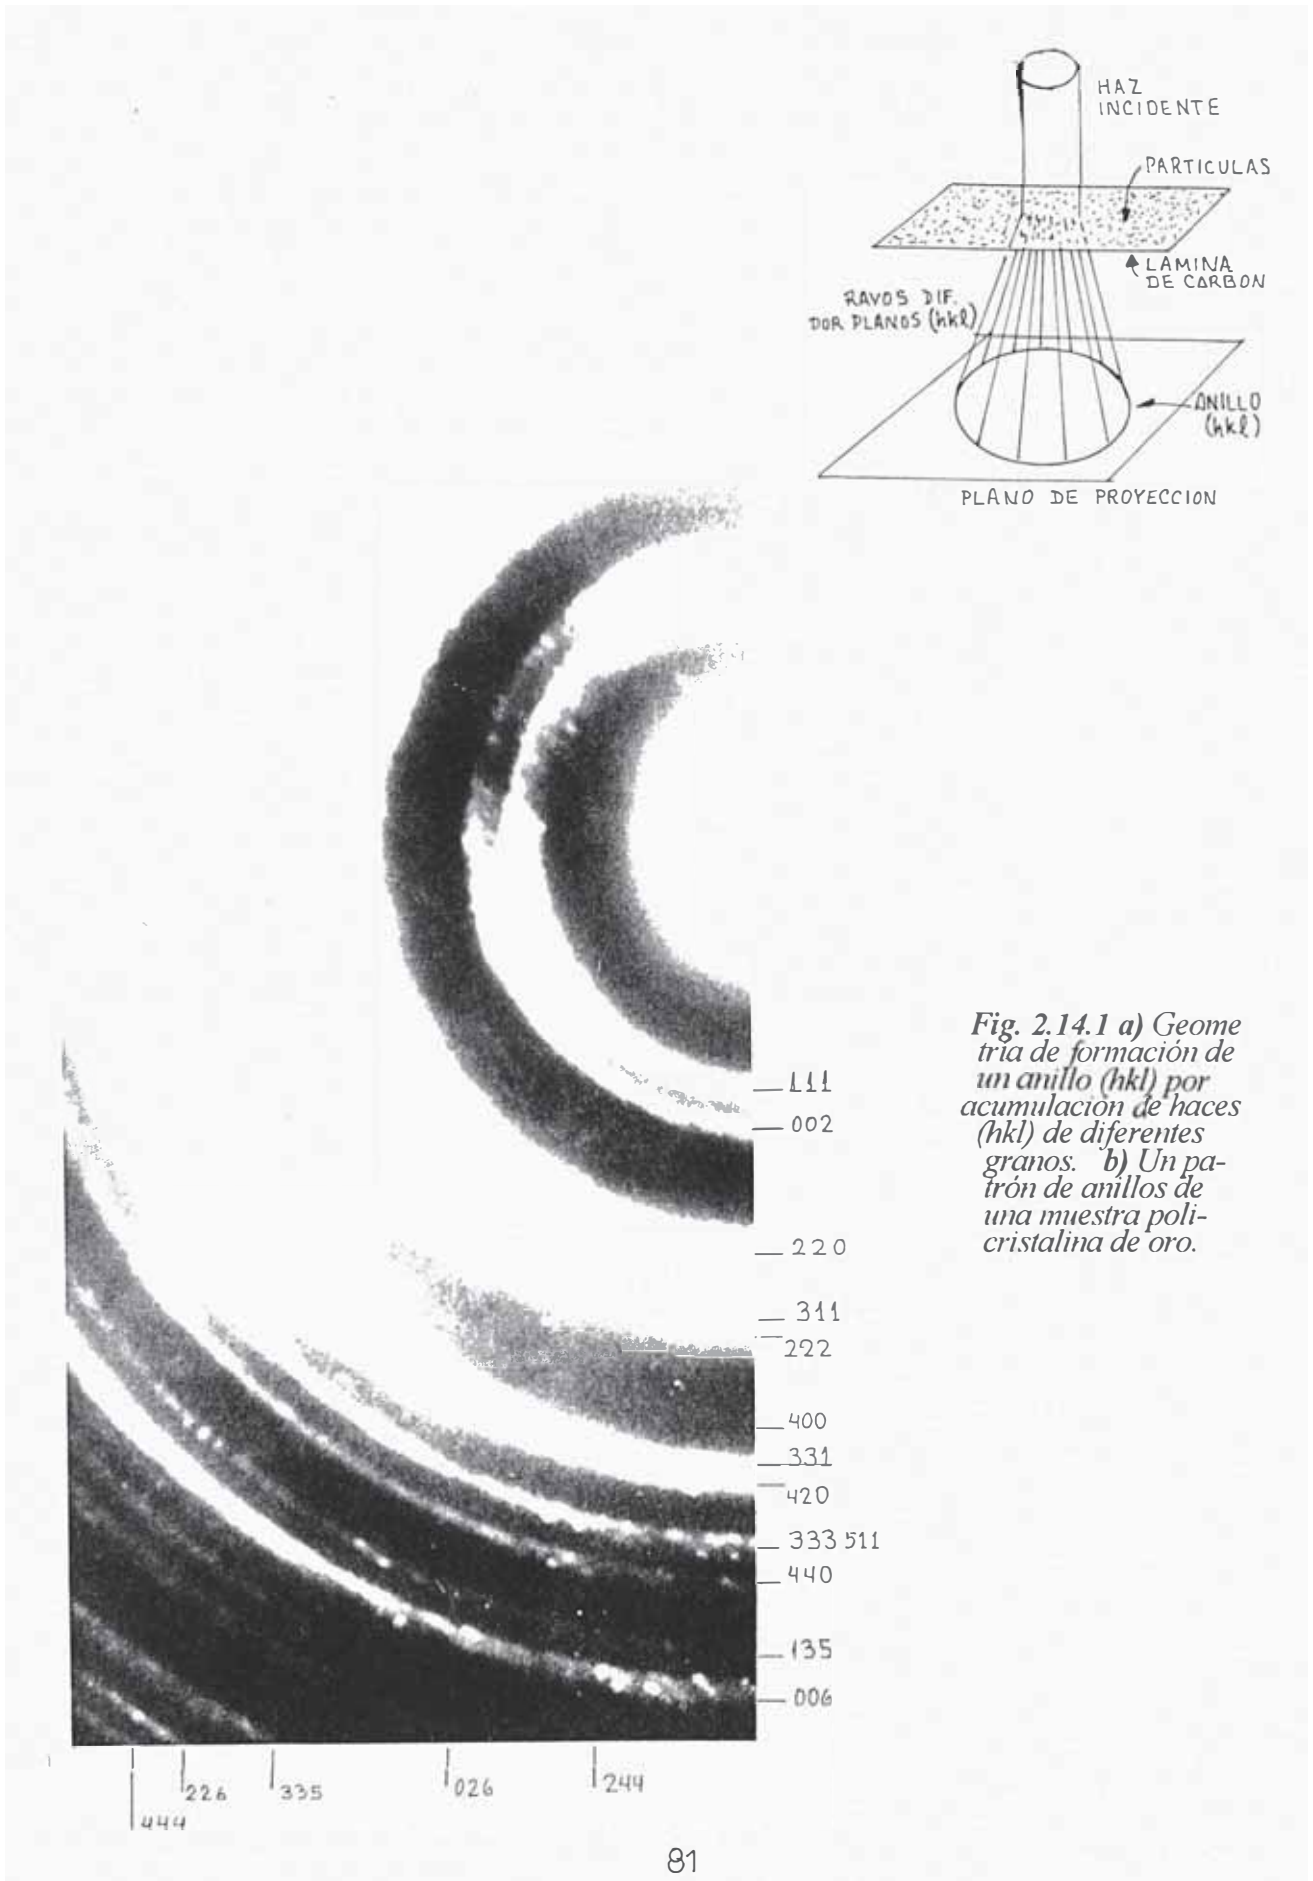 HAZ
INCIDENTE
PARTICULAS
LAMINA
DE CARBON
RAYOS DIF.
POR PLANOS (hkl)
ANILLO
(hkl)
PLANO DE PROYECCION
Fig. 2.14.1 a) Geome
tría de formación de
un anillo (hkl) por
acumulación de haces
(hkl) de diferentes
granos. b) Un pa-
trón de anillos de
una muestra poli-
cristalina de oro.
111
002
220
311
222
400
331
420
333 511
440
135
006
226
335
026
244
444
81